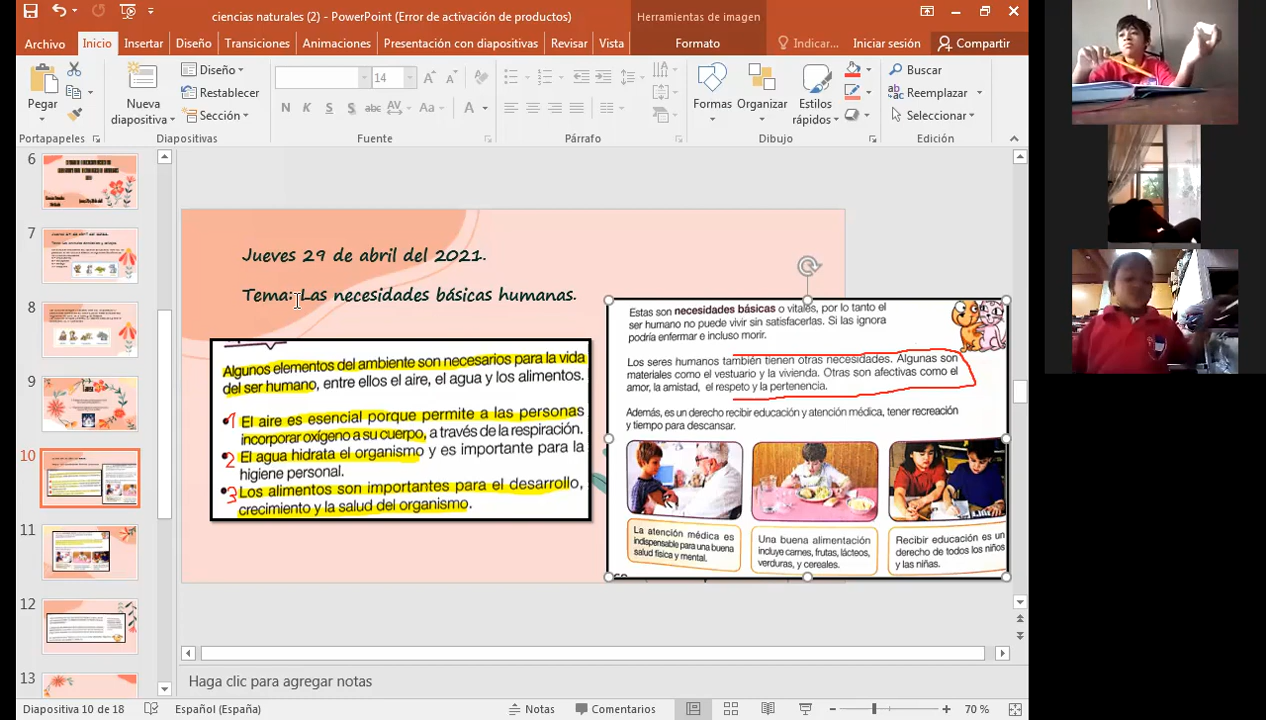 ciencias naturales (2) - PowerPoint (Error de activación de productos)
Herramientas de imagen
Archivo
Inicio
Insertar
Diseño
Transiciones
Animaciones
Presentación con diapositivas
Revisar
Vista
Formato
Indicar...
Iniciar sesión
Compartir
Pegar
Nueva diapositiva
Diseño
Restablecer
Sección
14
N K S S abc AV Aa A
Formas
Organizar
Estilos rápidos
Buscar
Reemplazar
Seleccionar
Portapapeles
Diapositivas
Fuente
Párrafo
Dibujo
Edición
6
7
8
9
10
11
12
13
Jueves 29 de abril del 2021.
Tema: Las necesidades básicas humanas.
Algunos elementos del ambiente son necesarios para la vida
del ser humano, entre ellos el aire, el agua y los alimentos.
1 El aire es esencial porque permite a las personas
incorporar oxígeno a su cuerpo, a través de la respiración.
2 El agua hidrata el organismo y es importante para la
higiene personal.
3 Los alimentos son importantes para el desarrollo,
crecimiento y la salud del organismo.
Estas son necesidades básicas o vitales, por lo tanto el
ser humano no puede vivir sin satisfacerlas. Si las ignora
podría enfermar e incluso morir.
Los seres humanos también tienen otras necesidades. Algunas son
materiales como el vestuario y la vivienda. Otras son afectivas como el
amor, la amistad, el respeto y la pertenencia.
Además, es un derecho recibir educación y atención médica, tener recreación
y tiempo para descansar.
La atención médica es
indispensable para una buena
salud física y mental.
Una buena alimentación
incluye carnes, frutas, lácteos,
verduras, y cereales.
Recibir educación es un
derecho de todos los niños
y las niñas.
Haga clic para agregar notas
Diapositiva 10 de 18
Español (España)
Notas
Comentarios
70 %